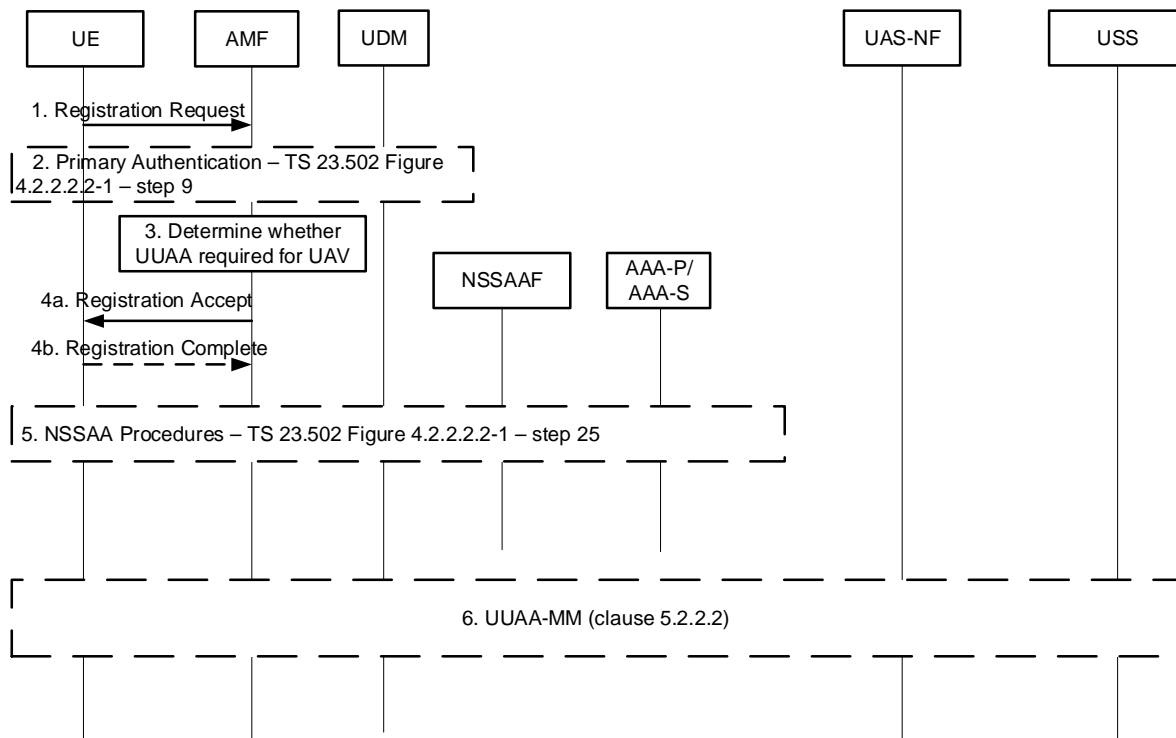 UE
AMF
UDM
UAS-NF
USS
1. Registration Request
2. Primary Authentication – TS 23.502 Figure
4.2.2.2.2-1 – step 9
3. Determine whether
UUAA required for UAV
NSSAAF
AAA-P/
AAA-S
4a. Registration Accept
4b. Registration Complete
5. NSSAA Procedures – TS 23.502 Figure 4.2.2.2.2-1 – step 25
6. UUAA-MM (clause 5.2.2.2)